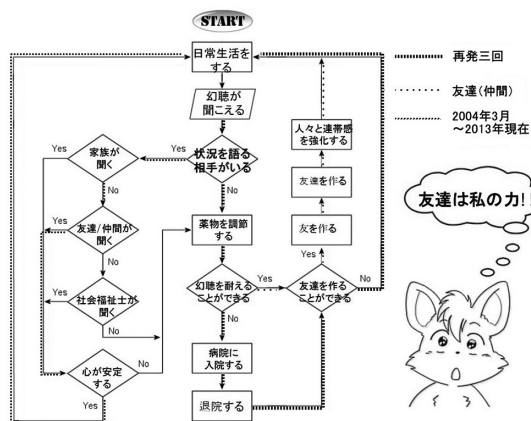 START
日常生活を
する
幻聴が
聞こえる
状況を語る
相手がいる
Yes
No
家族が
聞く
Yes
No
友達/仲間が
聞く
Yes
No
社会福祉士が
聞く
Yes
No
心が安定
する
No
Yes
薬物を調節
する
幻聴を耐える
ことができる
Yes
No
病院に
入院する
退院する
友達を作る
ことができる
Yes
No
友を作る
友達を作る
人々と連帯感
を強化する
再発三回
友達(仲間)
2004年3月
~2013年現在
友達は私の力!!